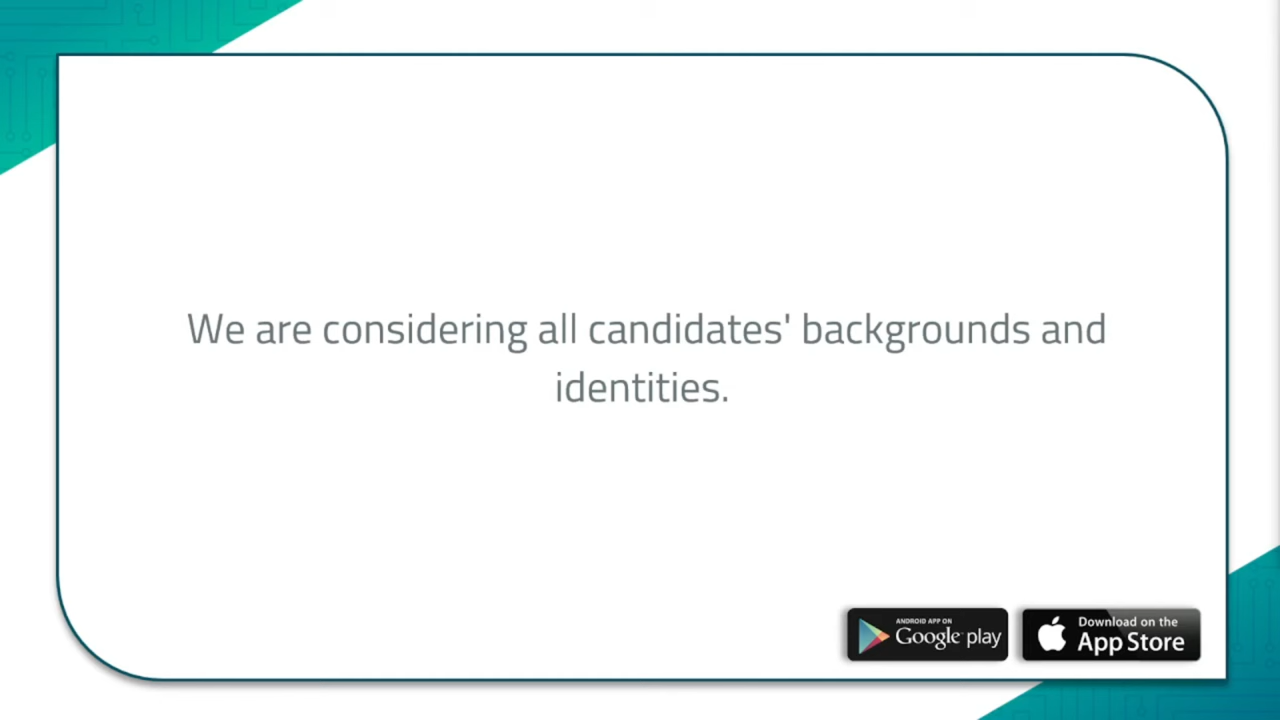 We are considering all candidates' backgrounds and
identities.
ANDROID APP ON
Google play
Download on the
App Store